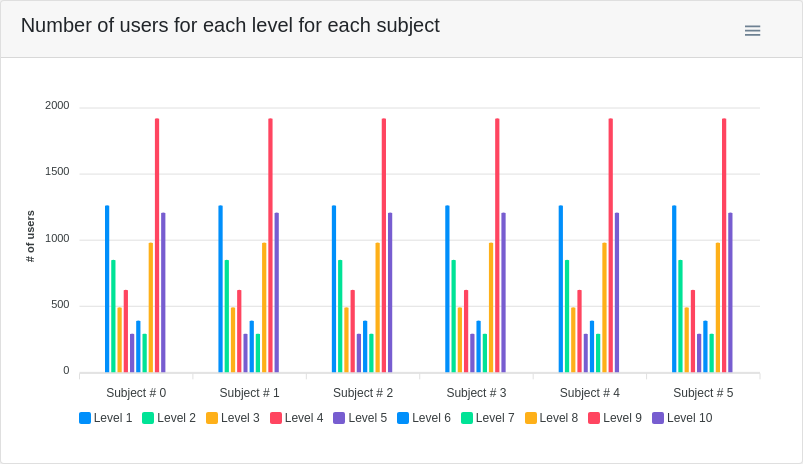 Number of users for each level for each subject
2000
1500
1000
500
0
# of users
Subject # 0 Subject # 1 Subject # 2 Subject # 3 Subject # 4 Subject # 5
Level 1 Level 2 Level 3 Level 4 Level 5 Level 6 Level 7 Level 8 Level 9 Level 10